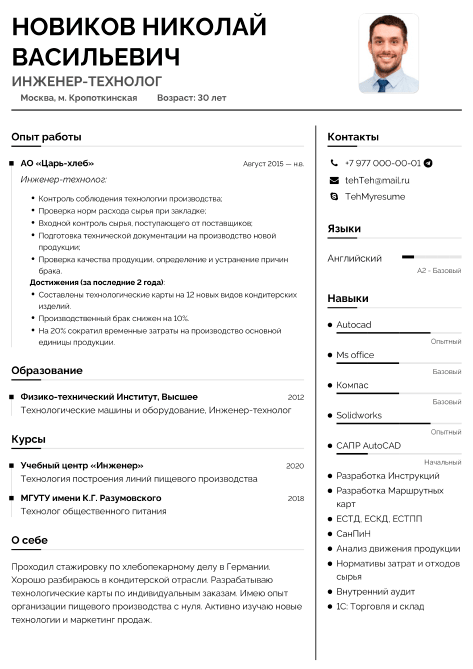 НОВИКОВ НИКОЛАЙ
ВАСИЛЬЕВИЧ
ИНЖЕНЕР-ТЕХНОЛОГ
Москва, м. Кропоткинская Возраст: 30 лет
Опыт работы
АО «Царь-хлеб» Август 2015 — н.в.
Инженер-технолог:
• Контроль соблюдения технологии производства;
• Проверка норм расхода сырья при закладке;
• Входной контроль сырья, поступающего от поставщиков;
• Подготовка технической документации на производство новой
продукции;
• Проверка качества продукции, определение и устранение причин
брака.
Достижения (за последние 2 года):
• Составлены технологические карты на 12 новых видов кондитерских
изделий.
• Производственный брак снижен на 10%.
• На 20% сократил временные затраты на производство основной
единицы продукции.
Образование
Физико-технический Институт, Высшее 2012
Технологические машины и оборудование, Инженер-технолог
Курсы
Учебный центр «Инженер» 2020
Технология построения линий пищевого производства
МГУТУ имени К.Г. Разумовского 2018
Технолог общественного питания
О себе
Проходил стажировку по хлебопекарному делу в Германии.
Хорошо разбираюсь в кондитерской отрасли. Разрабатываю
технологические карты по индивидуальным заказам. Имею опыт
организации пищевого производства с нуля. Активно изучаю новые
технологии и маркетинг продаж.
Контакты
+7 977 000-00-01
tehTeh@mail.ru
TehMyresume
Языки
Английский
A2 - Базовый
Навыки
• Autocad
Опытный
• Ms office
Базовый
• Компас
Базовый
• Solidworks
Опытный
• САПР AutoCAD
Начальный
• Разработка Инструкций
• Разработка Маршрутных
карт
• ЕСТД, ЕСКД, ЕСТПП
• СанПиН
• Анализ движения продукции
• Нормативы затрат и отходов
сырья
• Внутренний аудит
• 1С: Торговля и склад